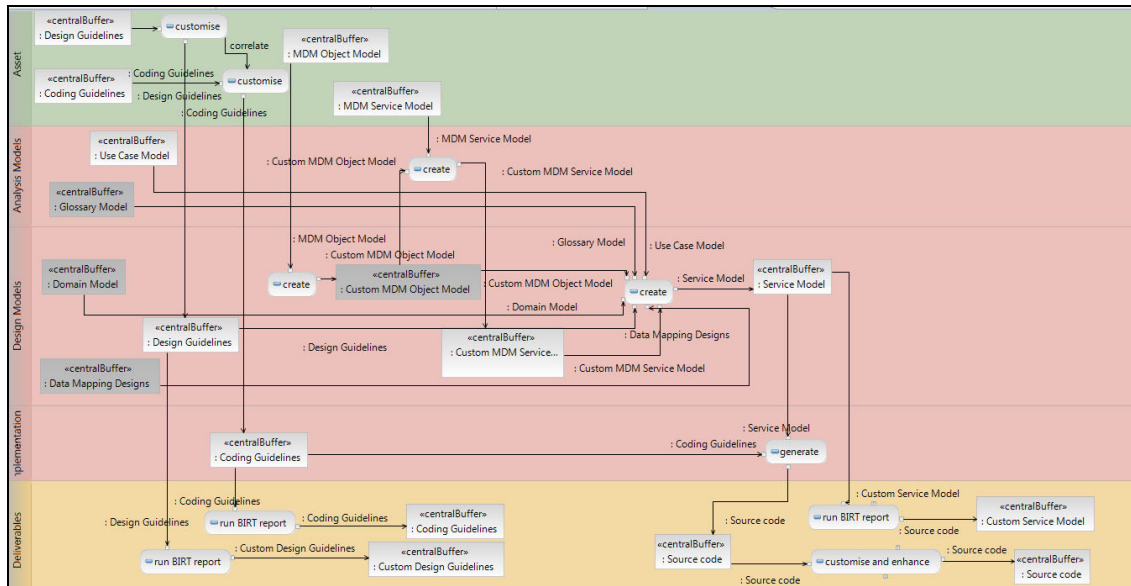 Asset
«centralBuffer»
: Design Guidelines
customise
correlate
«centralBuffer»
: MDM Object Model
«centralBuffer»
: Coding Guidelines
: Coding Guidelines
customise
: Design Guidelines
: Coding Guidelines
«centralBuffer»
: MDM Service Model
Analysis Models
«centralBuffer»
: Use Case Model
: MDM Service Model
: Custom MDM Object Model
create
: Custom MDM Service Model
«centralBuffer»
: Glossary Model
Design Models
: MDM Object Model
: Glossary Model
: Use Case Model
: Custom MDM Object Model
«centralBuffer»
: Domain Model
create
«centralBuffer»
: Custom MDM Object Model
: Custom MDM Object Model
create
: Service Model
«centralBuffer»
: Service Model
: Domain Model
«centralBuffer»
: Design Guidelines
: Design Guidelines
«centralBuffer»
: Custom MDM Service...
: Data Mapping Designs
: Custom MDM Service Model
«centralBuffer»
: Data Mapping Designs
nplementation
: Service Model
«centralBuffer»
: Coding Guidelines
: Coding Guidelines
generate
Deliverables
: Coding Guidelines
: Design Guidelines
run BIRT report
: Coding Guidelines
«centralBuffer»
: Coding Guidelines
run BIRT report
: Custom Design Guidelines
«centralBuffer»
: Custom Design Guidelines
: Source code
«centralBuffer»
: Source code
: Custom Service Model
run BIRT report
: Source code
«centralBuffer»
: Custom Service Model
customise and enhance
: Source code
: Source code
«centralBuffer»
: Source code